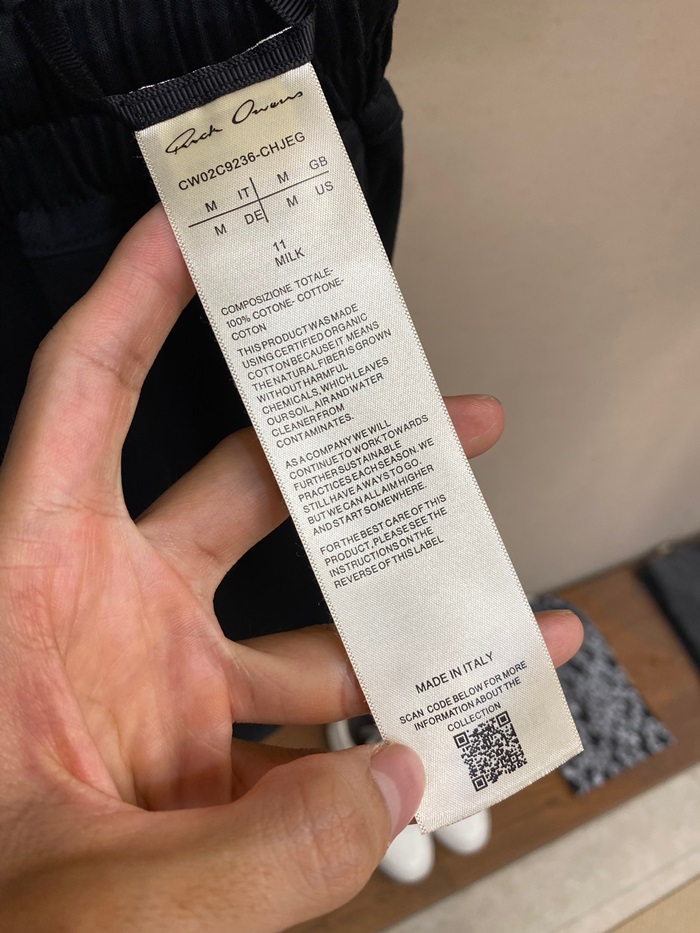 Rick Owens
CW02C9236-CHJEG
M IT M GB
M DE M US
11
MILK
COMPOSIZIONE TOTALE-
100% COTONE- COTTONE-
COTON
THIS PRODUCT WAS MADE
USING CERTIFIED ORGANIC
COTTON BECAUSE IT MEANS
THE NATURAL FIBER IS GROWN
WITHOUT HARMFUL
CHEMICALS, WHICH LEAVES
OUR SOIL, AIR AND WATER
CLEANER FROM
CONTAMINATES.
AS A COMPANY WE WILL
CONTINUE TO WORK TOWARDS
FURTHER SUSTAINABLE
PRACTICES EACH SEASON. WE
STILL HAVE A WAYS TO GO,
BUT WE CAN ALL AIM HIGHER
AND START SOMEWHERE.
FOR THE BEST CARE OF THIS
PRODUCT, PLEASE SEE THE
INSTRUCTIONS ON THE
REVERSE OF THIS LABEL
MADE IN ITALY
SCAN CODE BELOW FOR MORE
INFORMATION ABOUT THE
COLLECTION